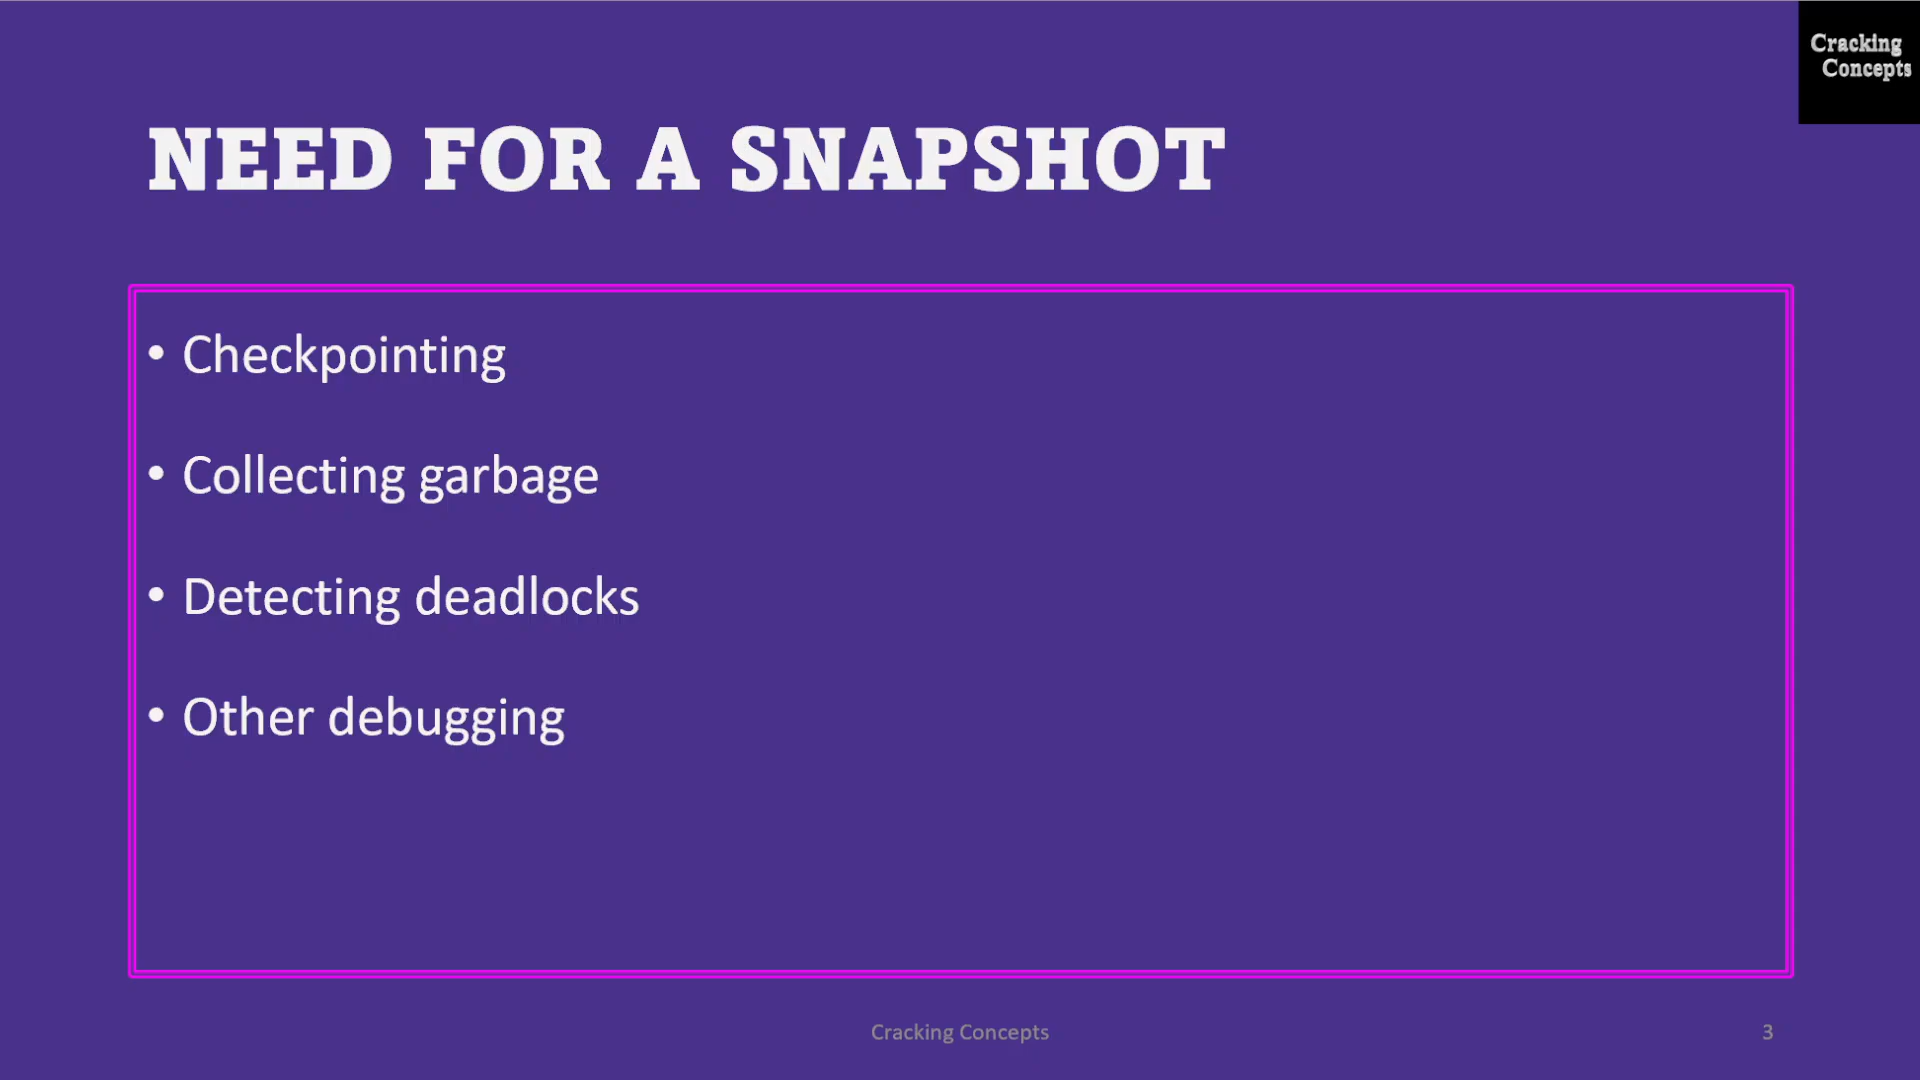 Cracking
Concepts
NEED FOR A SNAPSHOT
• Checkpointing
• Collecting garbage
• Detecting deadlocks
• Other debugging
Cracking Concepts
3